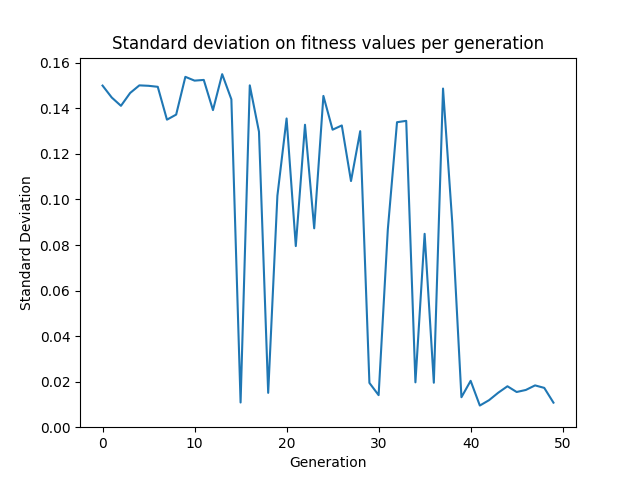 Standard deviation on fitness values per generation
0.16
0.14
0.12
0.10
0.08
0.06
0.04
0.02
0.00
Standard Deviation
0 10 20 30 40 50
Generation